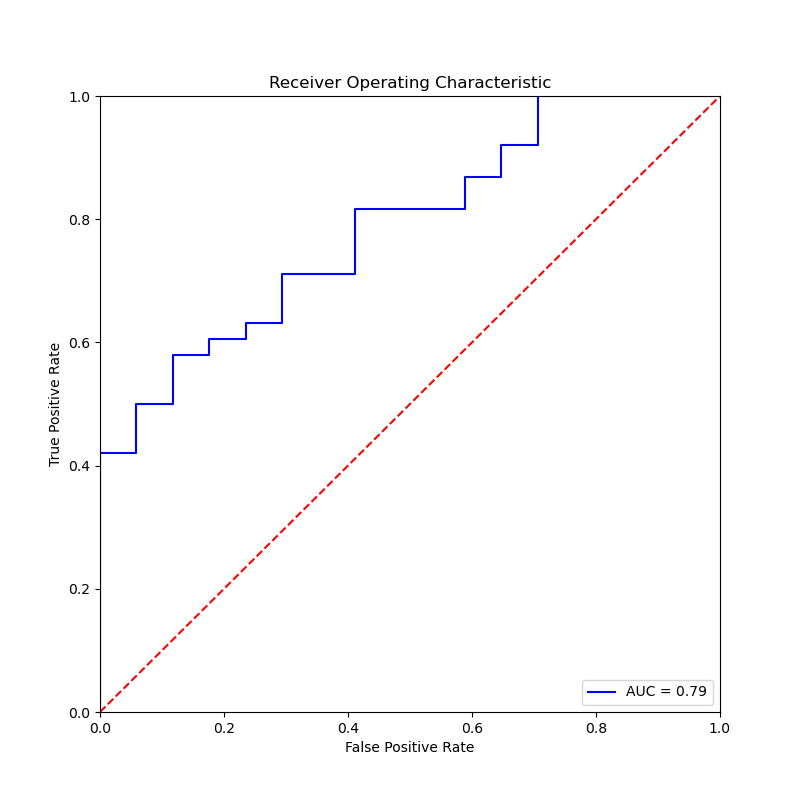 Receiver Operating Characteristic
1.0
0.8
0.6
0.4
0.2
0.0
True Positive Rate
AUC = 0.79
0.0 0.2 0.4 0.6 0.8 1.0
False Positive Rate